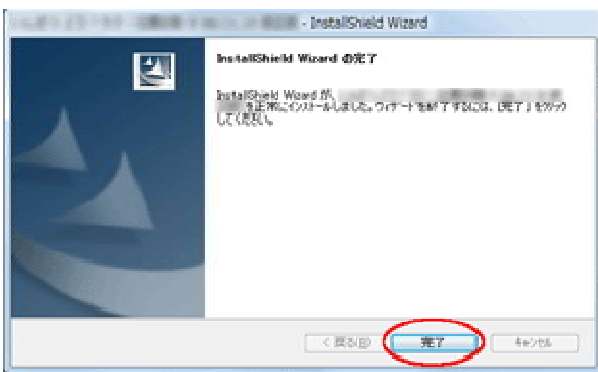 - InstallShield Wizard
InstallShield Wizard の完了
InstallShield Wizard が、
を正常にインストールしました。ウィザードを終了するには、[完了] をクリック
してください。
< 戻る(B)
完了
キャンセル